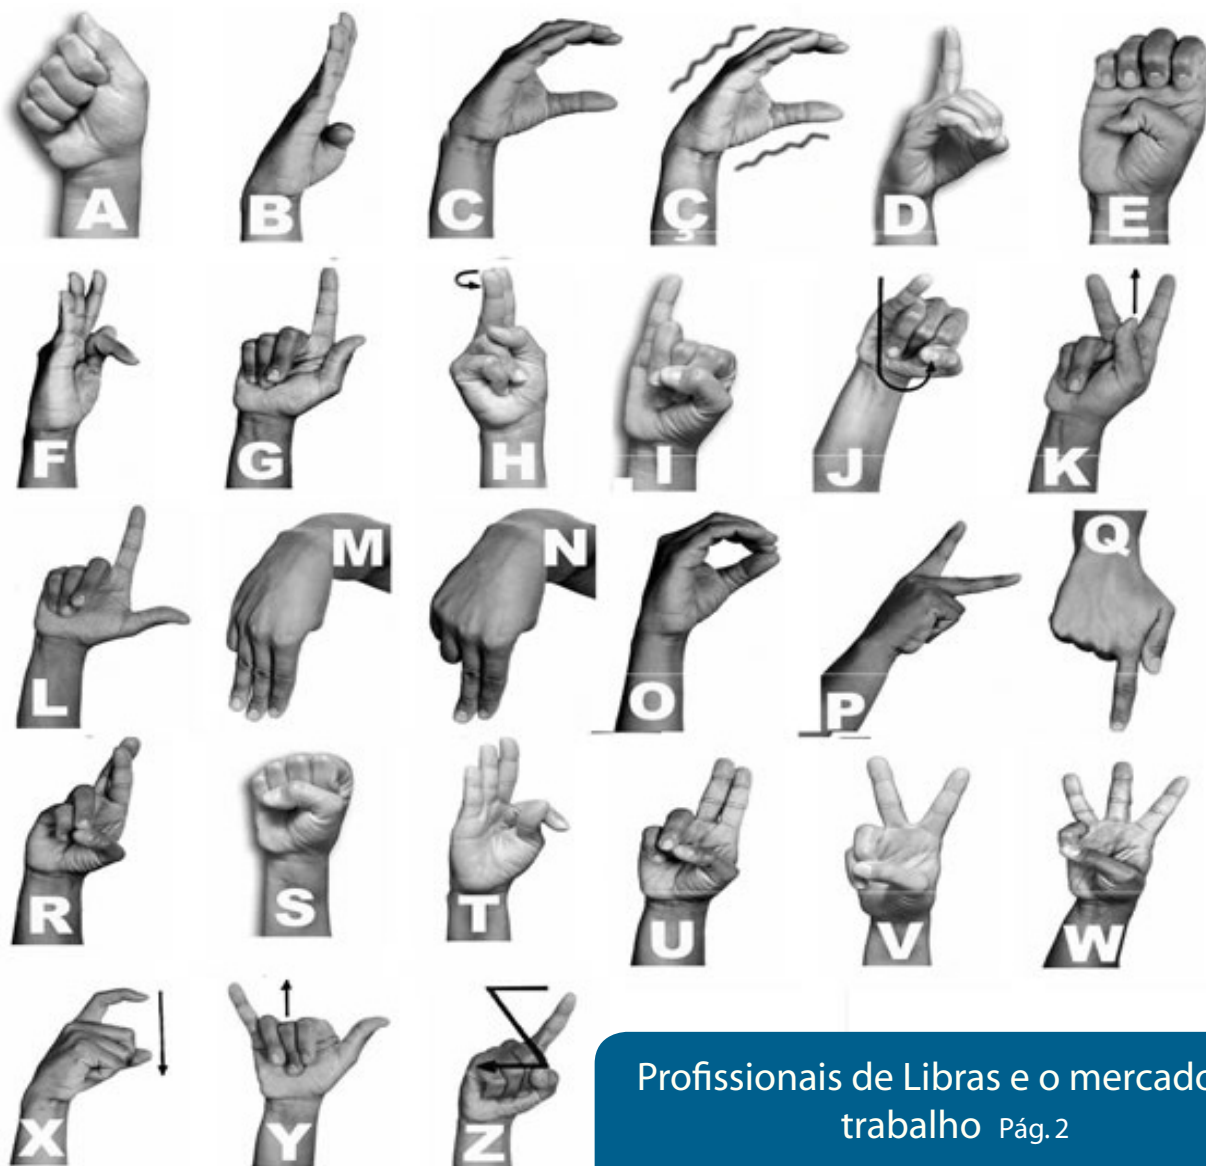 A B C Ç D E
F G H I J K
L M N O P Q
R S T U V W
X Y Z
Profissionais de Libras e o mercado
trabalho Pág. 2